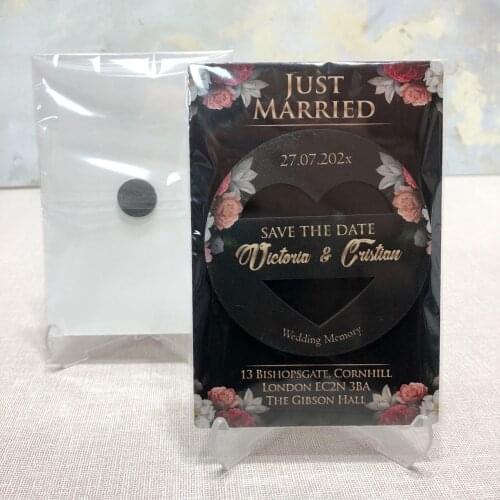 JUST
MARRIED
27.07.202x
SAVE THE DATE
Victoria & Cristian
Wedding Memory
13 BISHOPSGATE, CORNHILL
LONDON EC2N 3BA
THE GIBSON HALL